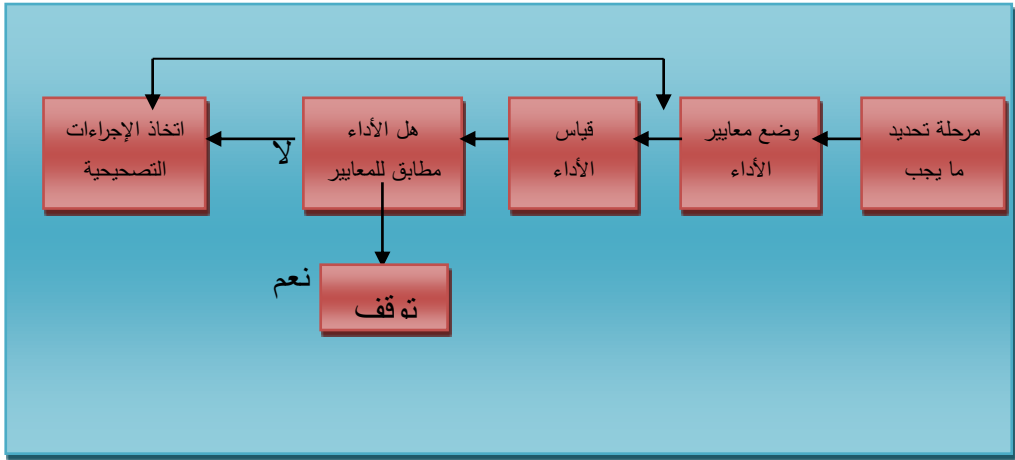 مرحلة تحديد
ما يجب
وضع معايير
الأداء
قياس
الأداء
هل الأداء
مطابق للمعايير
لا
اتخاذ الإجراءات
التصحيحية
نعم
توقف